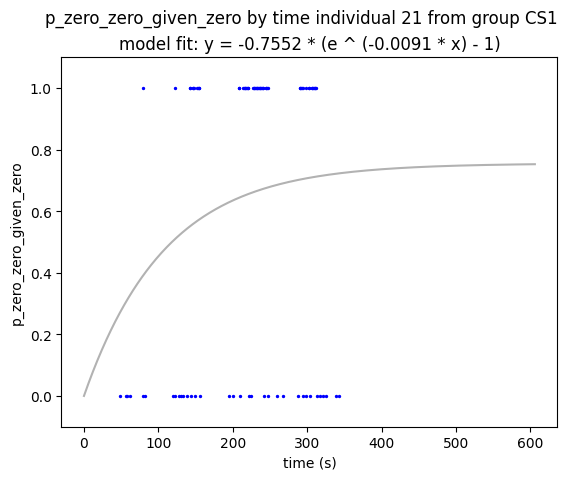 p_zero_zero_given_zero by time individual 21 from group CS1
model fit: y = -0.7552 * (e ^ (-0.0091 * x) - 1)
1.0
0.8
0.6
0.4
0.2
0.0
p_zero_zero_given_zero
0 100 200 300 400 500 600
time (s)